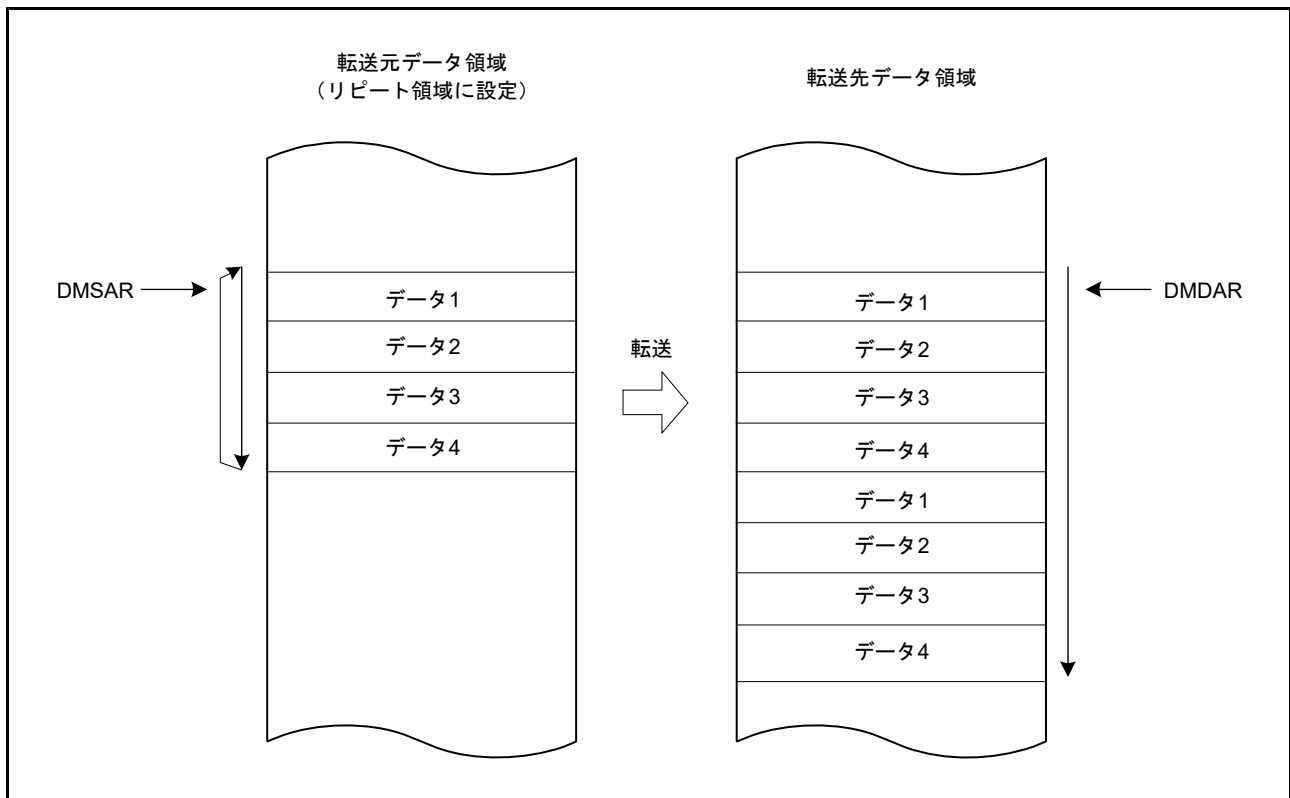 転送元データ領域
（リピート領域に設定）
転送先データ領域
DMSAR
データ1
データ2
データ3
データ4
転送
データ1
データ2
データ3
データ4
データ1
データ2
データ3
データ4
DMDAR